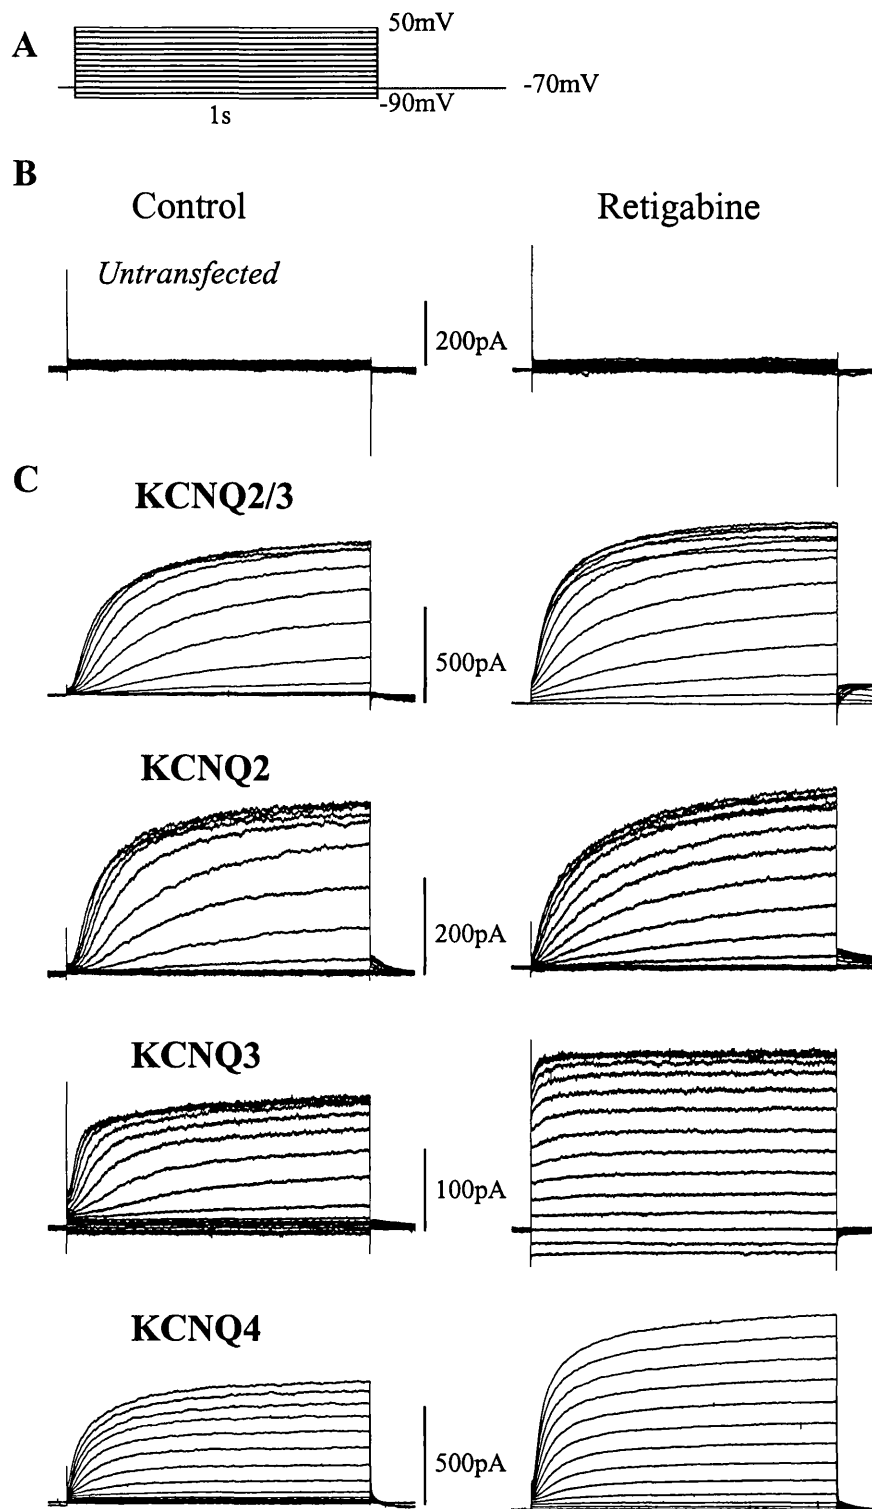 A
50mV
-70mV
-90mV
1s
B
Control
Retigabine
Untransfected
200pA
C
KCNQ2/3
500pA
KCNQ2
200pA
KCNQ3
100pA
KCNQ4
500pA